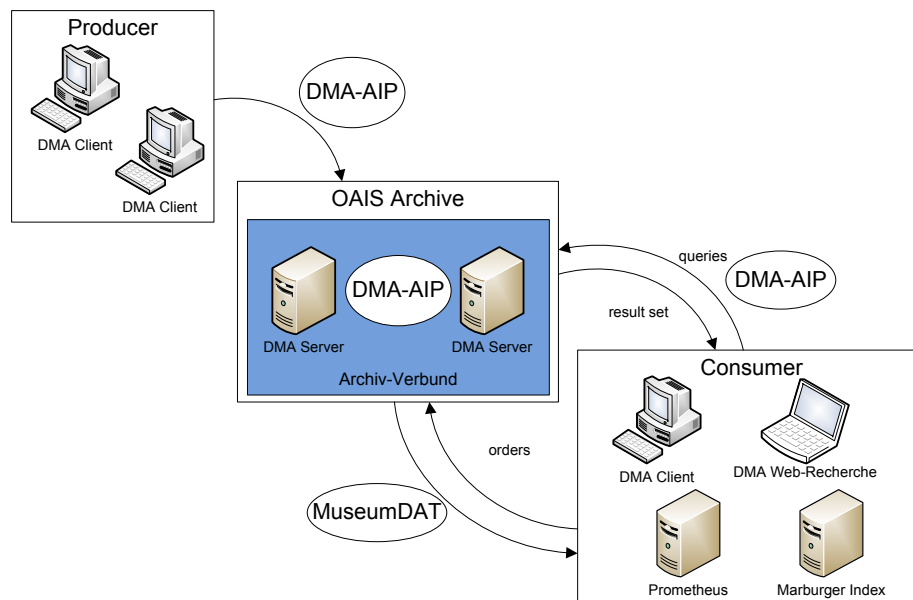 Producer
DMA Client
DMA Client
DMA-AIP
OAIS Archive
DMA-AIP
DMA Server
DMA Server
Archiv-Verbund
queries
DMA-AIP
result set
Consumer
DMA Client
DMA Web-Recherche
Prometheus
Marburger Index
orders
MuseumDAT